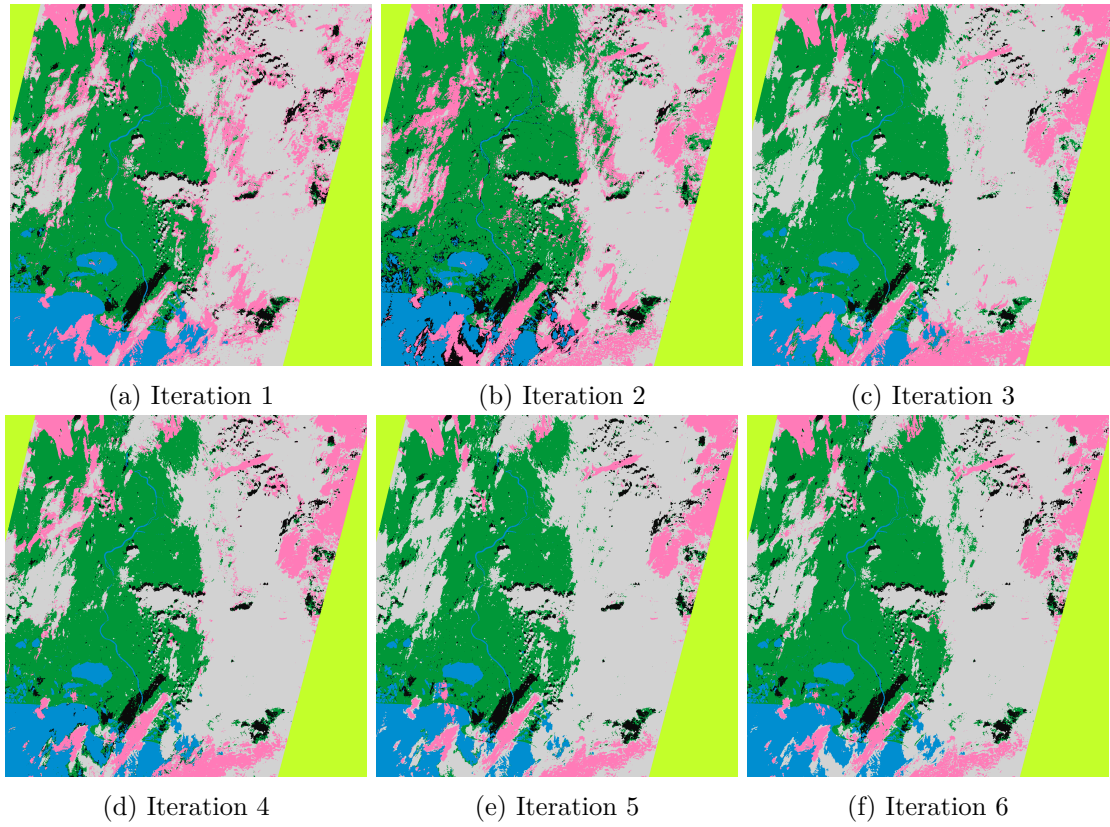 (a) Iteration 1
(b) Iteration 2
(c) Iteration 3
(d) Iteration 4
(e) Iteration 5
(f) Iteration 6